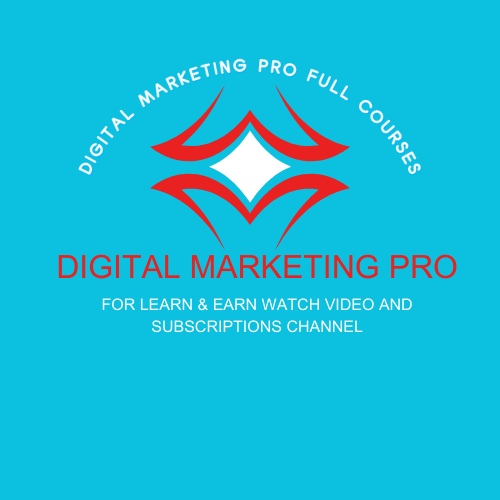 DIGITAL MARKETING PRO FULL COURSES
DIGITAL MARKETING PRO
FOR LEARN & EARN WATCH VIDEO AND
SUBSCRIPTIONS CHANNEL